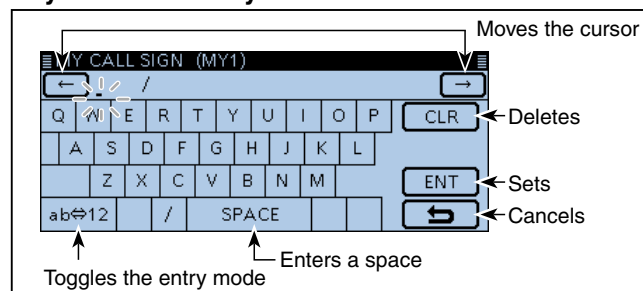 Moves the cursor
MY CALL SIGN (MY1)
← / →
Q W E R T Y U I O P CLR Deletes
A S D F G H J K L
Z X C V B N M ENT Sets
ab⇔12 / SPACE Cancels
Enters a space
Toggles the entry mode